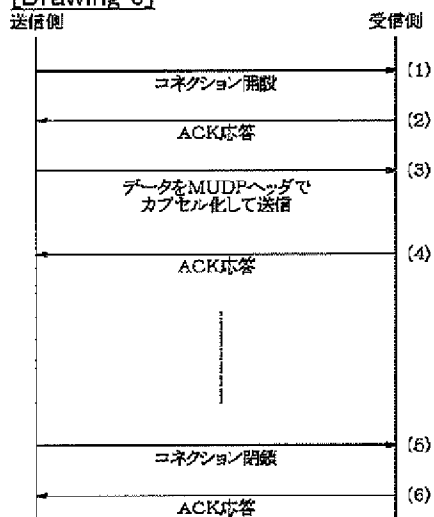 送信側
受信側
(1)
コネクション開設
(2)
ACK応答
(3)
データをMUDPヘッダで
カプセル化して送信
(4)
ACK応答
(5)
コネクション閉鎖
(6)
ACK応答